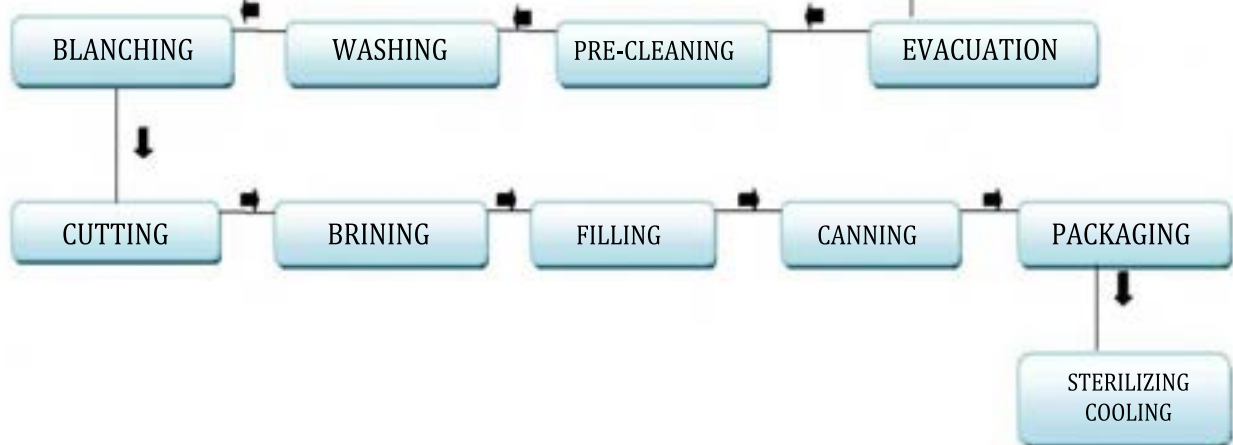 BLANCHING
WASHING
PRE-CLEANING
EVACUATION
CUTTING
BRINING
FILLING
CANNING
PACKAGING
STERILIZING
COOLING